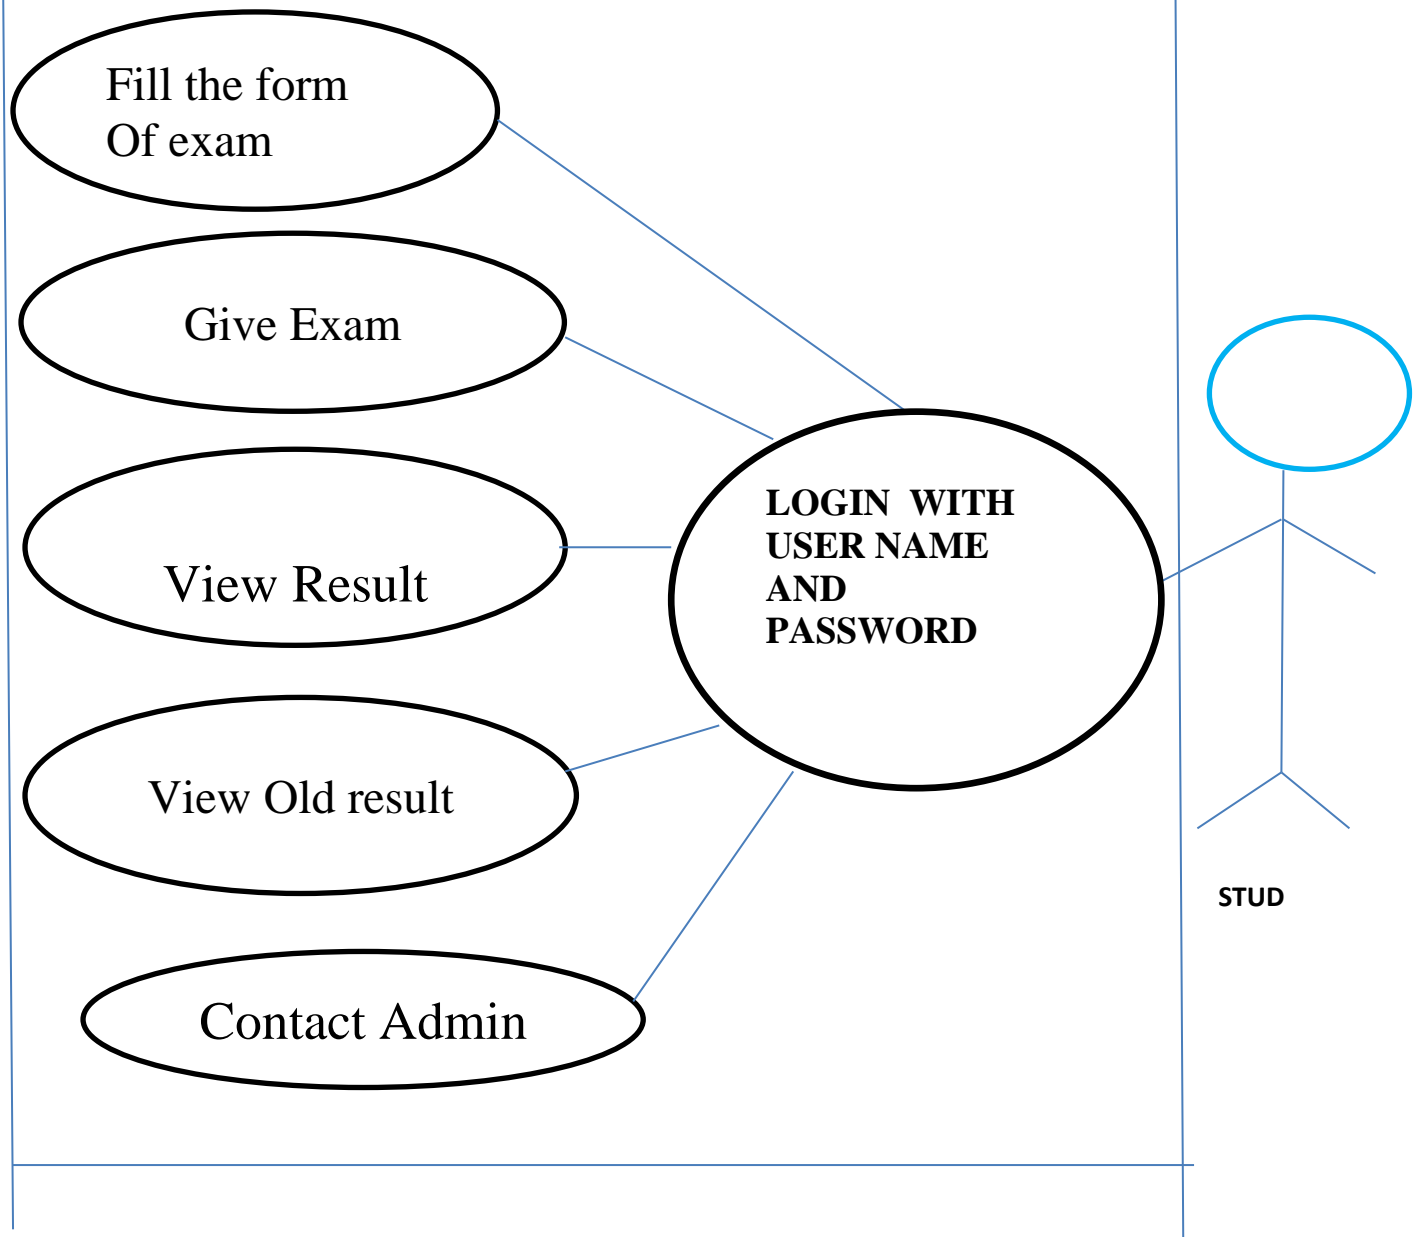 Fill the form
Of exam
Give Exam
View Result
View Old result
Contact Admin
LOGIN WITH
USER NAME
AND
PASSWORD
STUD